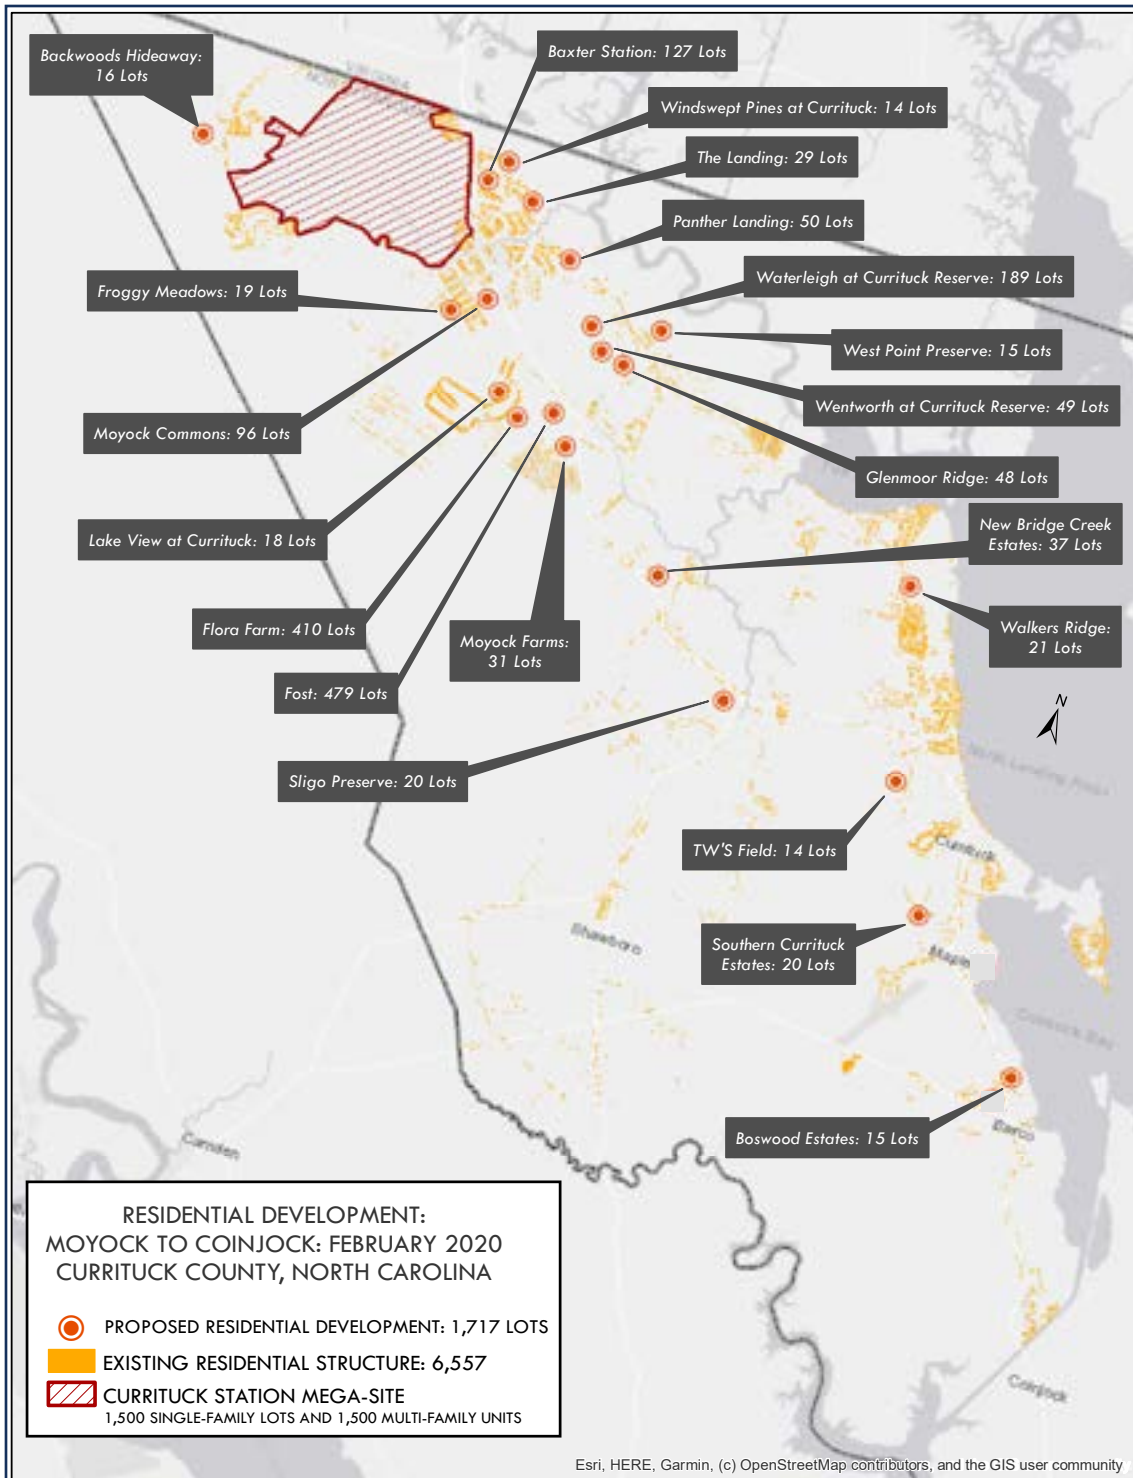 Backwoods Hideaway:
16 Lots
Baxter Station: 127 Lots
Windswept Pines at Currituck: 14 Lots
The Landing: 29 Lots
Panther Landing: 50 Lots
Waterleigh at Currituck Reserve: 189 Lots
Froggy Meadows: 19 Lots
West Point Preserve: 15 Lots
Wentworth at Currituck Reserve: 49 Lots
Moyock Commons: 96 Lots
Glenmoor Ridge: 48 Lots
New Bridge Creek
Estates: 37 Lots
Lake View at Currituck: 18 Lots
Flora Farm: 410 Lots
Moyock Farms:
31 Lots
Walkers Ridge:
21 Lots
Fost: 479 Lots
N
Sligo Preserve: 20 Lots
TW'S Field: 14 Lots
Currituck
Shawboro
Southern Currituck
Estates: 20 Lots
Maple
Boswood Estates: 15 Lots
Barco
Camden
Coinjock
RESIDENTIAL DEVELOPMENT:
MOYOCK TO COINJOCK: FEBRUARY 2020
CURRITUCK COUNTY, NORTH CAROLINA
PROPOSED RESIDENTIAL DEVELOPMENT: 1,717 LOTS
EXISTING RESIDENTIAL STRUCTURE: 6,557
CURRITUCK STATION MEGA-SITE
1,500 SINGLE-FAMILY LOTS AND 1,500 MULTI-FAMILY UNITS
Esri, HERE, Garmin, (c) OpenStreetMap contributors, and the GIS user community